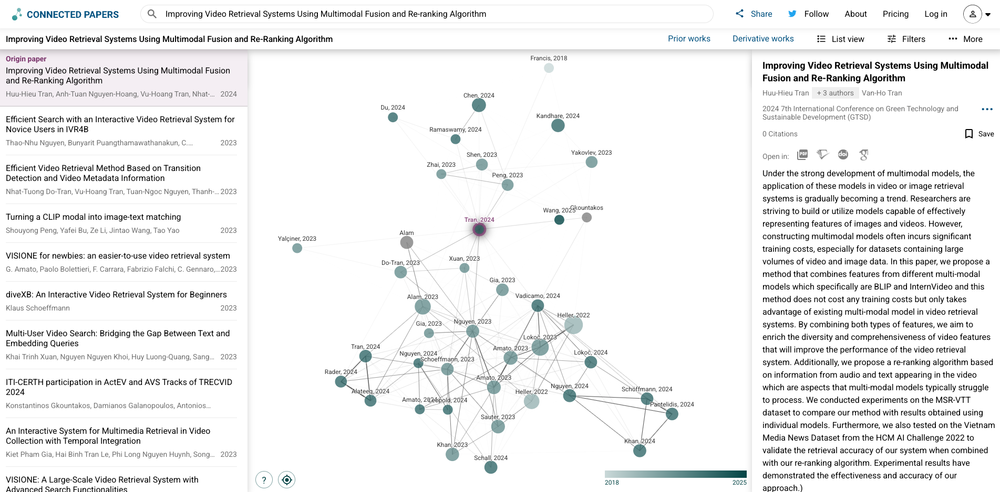 CONNECTED PAPERS
Improving Video Retrieval Systems Using Multimodal Fusion and Re-ranking Algorithm
Share
Follow
About
Pricing
Log in
Improving Video Retrieval Systems Using Multimodal Fusion and Re-Ranking Algorithm
Prior works
Derivative works
List view
Filters
More
Origin paper
Improving Video Retrieval Systems Using Multimodal Fusion
and Re-Ranking Algorithm
Huu-Hieu Tran, Anh-Tuan Nguyen-Hoang, Vu-Hoang Tran, Nhat-... 2024
Efficient Search with an Interactive Video Retrieval System for
Novice Users in IVR4B
Thao-Nhu Nguyen, Bunyarit Puangthamawathanakun, C.... 2023
Efficient Video Retrieval Method Based on Transition
Detection and Video Metadata Information
Nhat-Tuong Do-Tran, Vu-Hoang Tran, Tuan-Ngoc Nguyen, Thanh-... 2023
Turning a CLIP modal into image-text matching
Shouyong Peng, Yafei Bu, Ze Li, Jintao Wang, Tao Yao 2023
VISIONE for newbies: an easier-to-use video retrieval system
G. Amato, Paolo Bolettieri, F. Carrara, Fabrizio Falchi, C. Gennaro,... 2023
diveXB: An Interactive Video Retrieval System for Beginners
Klaus Schoeffmann 2023
Multi-User Video Search: Bridging the Gap Between Text and
Embedding Queries
Khai Trinh Xuan, Nguyen Nguyen Khoi, Huy Luong-Quang, Sang... 2023
ITI-CERTH participation in ActEV and AVS Tracks of TRECVID
2024
Konstantinos Gkountakos, Damianos Galanopoulos, Antonios...
An Interactive System for Multimedia Retrieval in Video
Collection with Temporal Integration
Kiet Pham Gia, Hai Binh Tran Le, Phi Long Nguyen Huynh, Song... 2023
VISIONE: A Large-Scale Video Retrieval System with
Advanced Search Functionalities
Francis, 2018
Chen, 2024
Du, 2024
Kandhare, 2024
Ramaswamy, 2024
Shen, 2023
Yakovlev, 2023
Zhai, 2023
Peng, 2023
Wang, 2025
Gkountakos
Tran, 2024
Alam
Yalçiner, 2023
Do-Tran, 2023
Xuan, 2023
Gia, 2023
Vadicamo, 2024
Alam, 2023
Heller, 2022
Gia, 2023
Nguyen, 2023
Lokoč, 2023
Tran, 2024
Amato, 2023
Nguyen, 2024
Lokoč, 2024
Schoeffmann, 2023
Rader, 2024
Amato, 2023
Nguyen, 2024
Alateeq, 2024
Heller, 2022
Schöffmann, 2024
Amato, 2024
Leopold, 2024
Pantelidis, 2024
Sauter, 2023
Khan, 2023
Khan, 2024
Schall, 2024
?
2018
2025
Improving Video Retrieval Systems Using Multimodal
Fusion and Re-Ranking Algorithm
Huu-Hieu Tran + 3 authors Van-Ho Tran
2024 7th International Conference on Green Technology and
Sustainable Development (GTSD)
0 Citations
Save
Open in:
PDF
doi
Under the strong development of multimodal models, the
application of these models in video or image retrieval
systems is gradually becoming a trend. Researchers are
striving to build or utilize models capable of effectively
representing features of images and videos. However,
constructing multimodal models often incurs significant
training costs, especially for datasets containing large
volumes of video and image data. In this paper, we propose a
method that combines features from different multi-modal
models which specifically are BLIP and InternVideo and this
method does not cost any training costs but only takes
advantage of existing multi-modal model in video retrieval
systems. By combining both types of features, we aim to
enrich the diversity and comprehensiveness of video features
that will improve the performance of the video retrieval
system. Additionally, we propose a re-ranking algorithm based
on information from audio and text appearing in the video
which are aspects that multi-modal models typically struggle
to process. We conducted experiments on the MSR-VTT
dataset to compare our method with results obtained using
individual models. Furthermore, we also tested on the Vietnam
Media News Dataset from the HCM AI Challenge 2022 to
validate the retrieval accuracy of our system when combined
with our re-ranking algorithm. Experimental results have
demonstrated the effectiveness and accuracy of our
approach.)